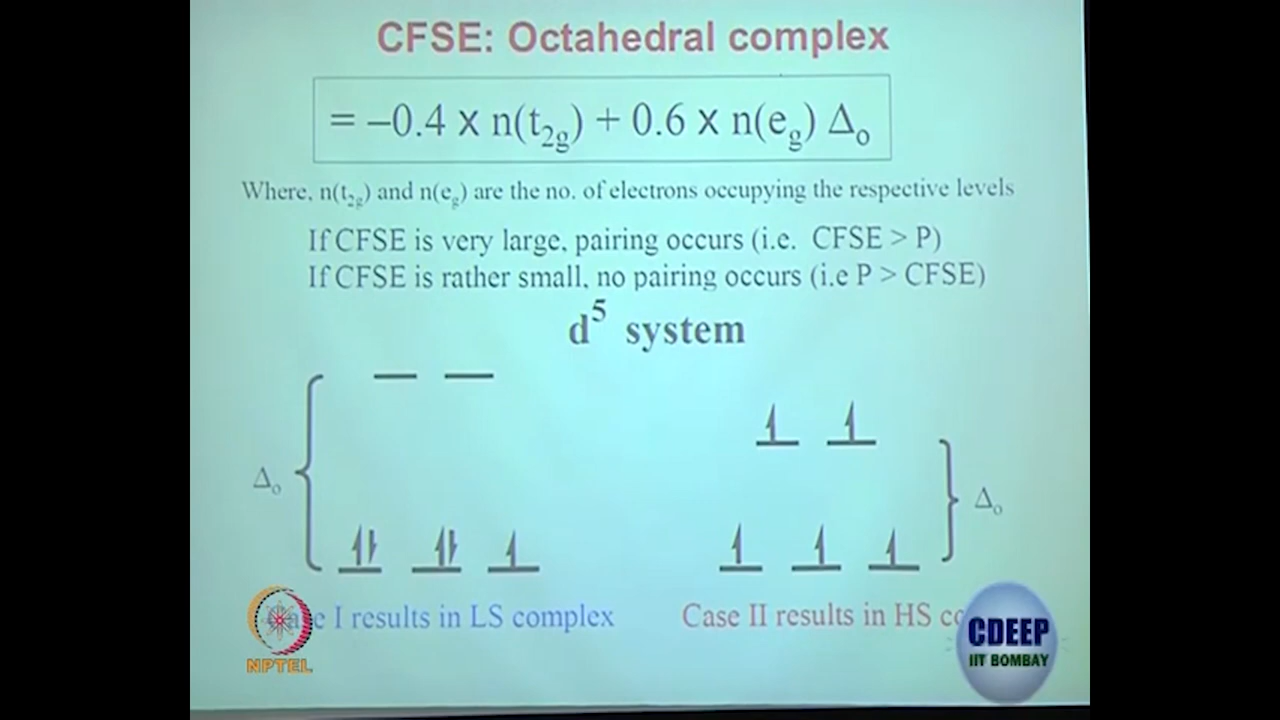 CFSE: Octahedral complex
= –0.4 x n(t₂g) + 0.6 x n(eg) Δₒ
Where, n(t₂g) and n(eg) are the no. of electrons occupying the respective levels
If CFSE is very large, pairing occurs (i.e. CFSE > P)
If CFSE is rather small, no pairing occurs (i.e P > CFSE)
d⁵ system
Δₒ
Δₒ
I results in LS complex
Case II results in HS
NPTEL
CDEEP
IIT BOMBAY